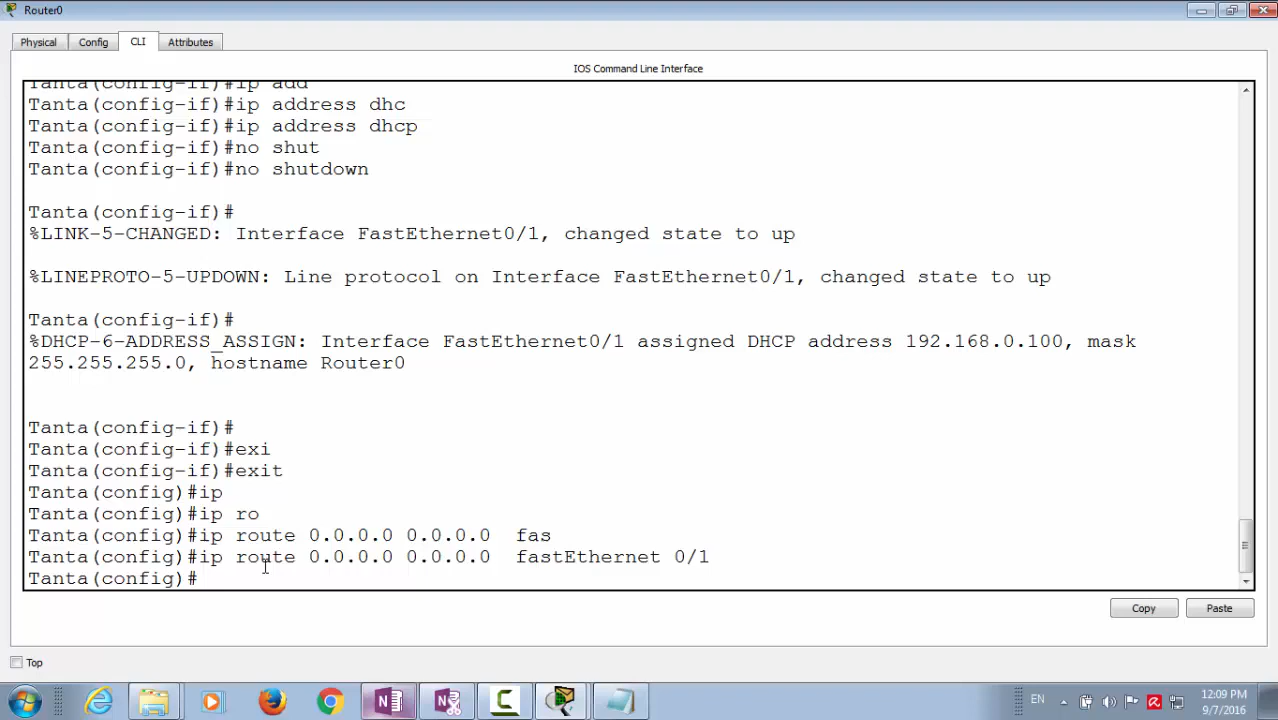 Router0
Physical Config CLI Attributes
IOS Command Line Interface
Tanta(config-if)#ip add
Tanta(config-if)#ip address dhc
Tanta(config-if)#ip address dhcp
Tanta(config-if)#no shut
Tanta(config-if)#no shutdown
Tanta(config-if)#
%LINK-5-CHANGED: Interface FastEthernet0/1, changed state to up
%LINEPROTO-5-UPDOWN: Line protocol on Interface FastEthernet0/1, changed state to up
Tanta(config-if)#
%DHCP-6-ADDRESS_ASSIGN: Interface FastEthernet0/1 assigned DHCP address 192.168.0.100, mask
255.255.255.0, hostname Router0
Tanta(config-if)#
Tanta(config-if)#exi
Tanta(config-if)#exit
Tanta(config)#ip
Tanta(config)#ip ro
Tanta(config)#ip route 0.0.0.0 0.0.0.0  fas
Tanta(config)#ip route 0.0.0.0 0.0.0.0  fastEthernet 0/1
Tanta(config)#
Copy Paste
Top
EN 12:09 PM
9/7/2016